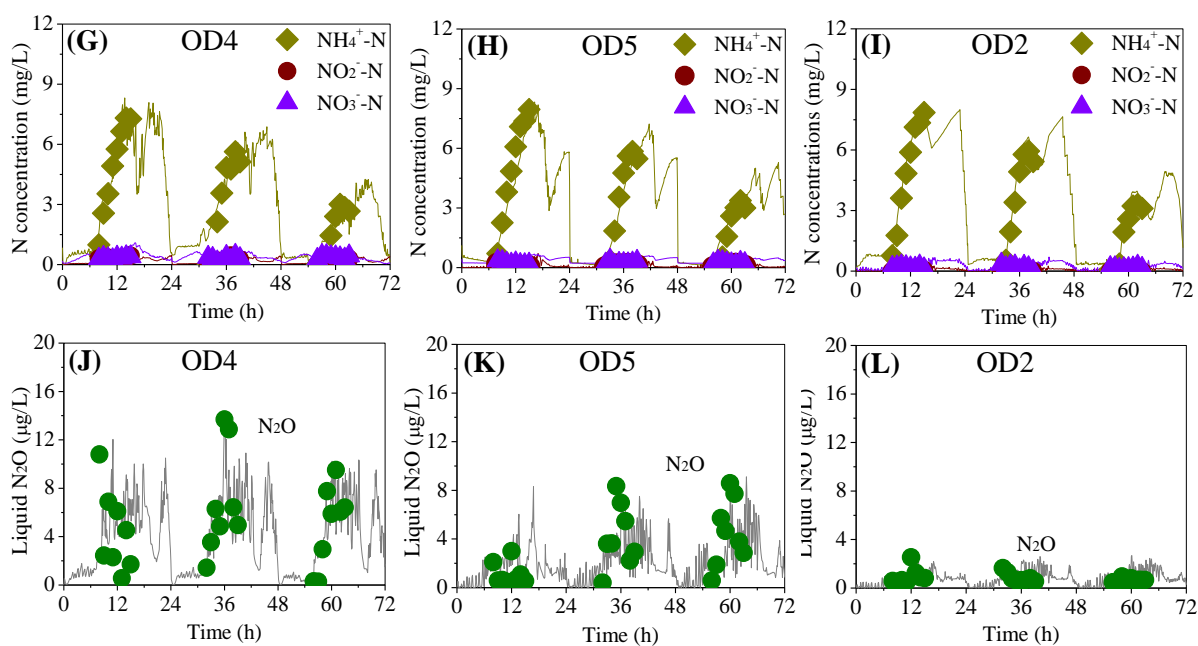 (G) OD4
NH₄⁺-N
NO₂⁻-N
NO₃⁻-N
N concentration (mg/L)
12
9
6
3
0
0 12 24 36 48 60 72
Time (h)
(H) OD5
NH₄⁺-N
NO₂⁻-N
NO₃⁻-N
N concentration (mg/L)
12
9
6
3
0
0 12 24 36 48 60 72
Time (h)
(I) OD2
NH₄⁺-N
NO₂⁻-N
NO₃⁻-N
N concentrations (mg/L)
12
9
6
3
0
0 12 24 36 48 60 72
Time (h)
(J) OD4
N₂O
Liquid N₂O (μg/L)
20
16
12
8
4
0
0 12 24 36 48 60 72
Time (h)
(K) OD5
N₂O
Liquid N₂O (μg/L)
20
16
12
8
4
0
0 12 24 36 48 60 72
Time (h)
(L) OD2
N₂O
Liquid N₂O (μg/L)
20
16
12
8
4
0
0 12 24 36 48 60 72
Time (h)